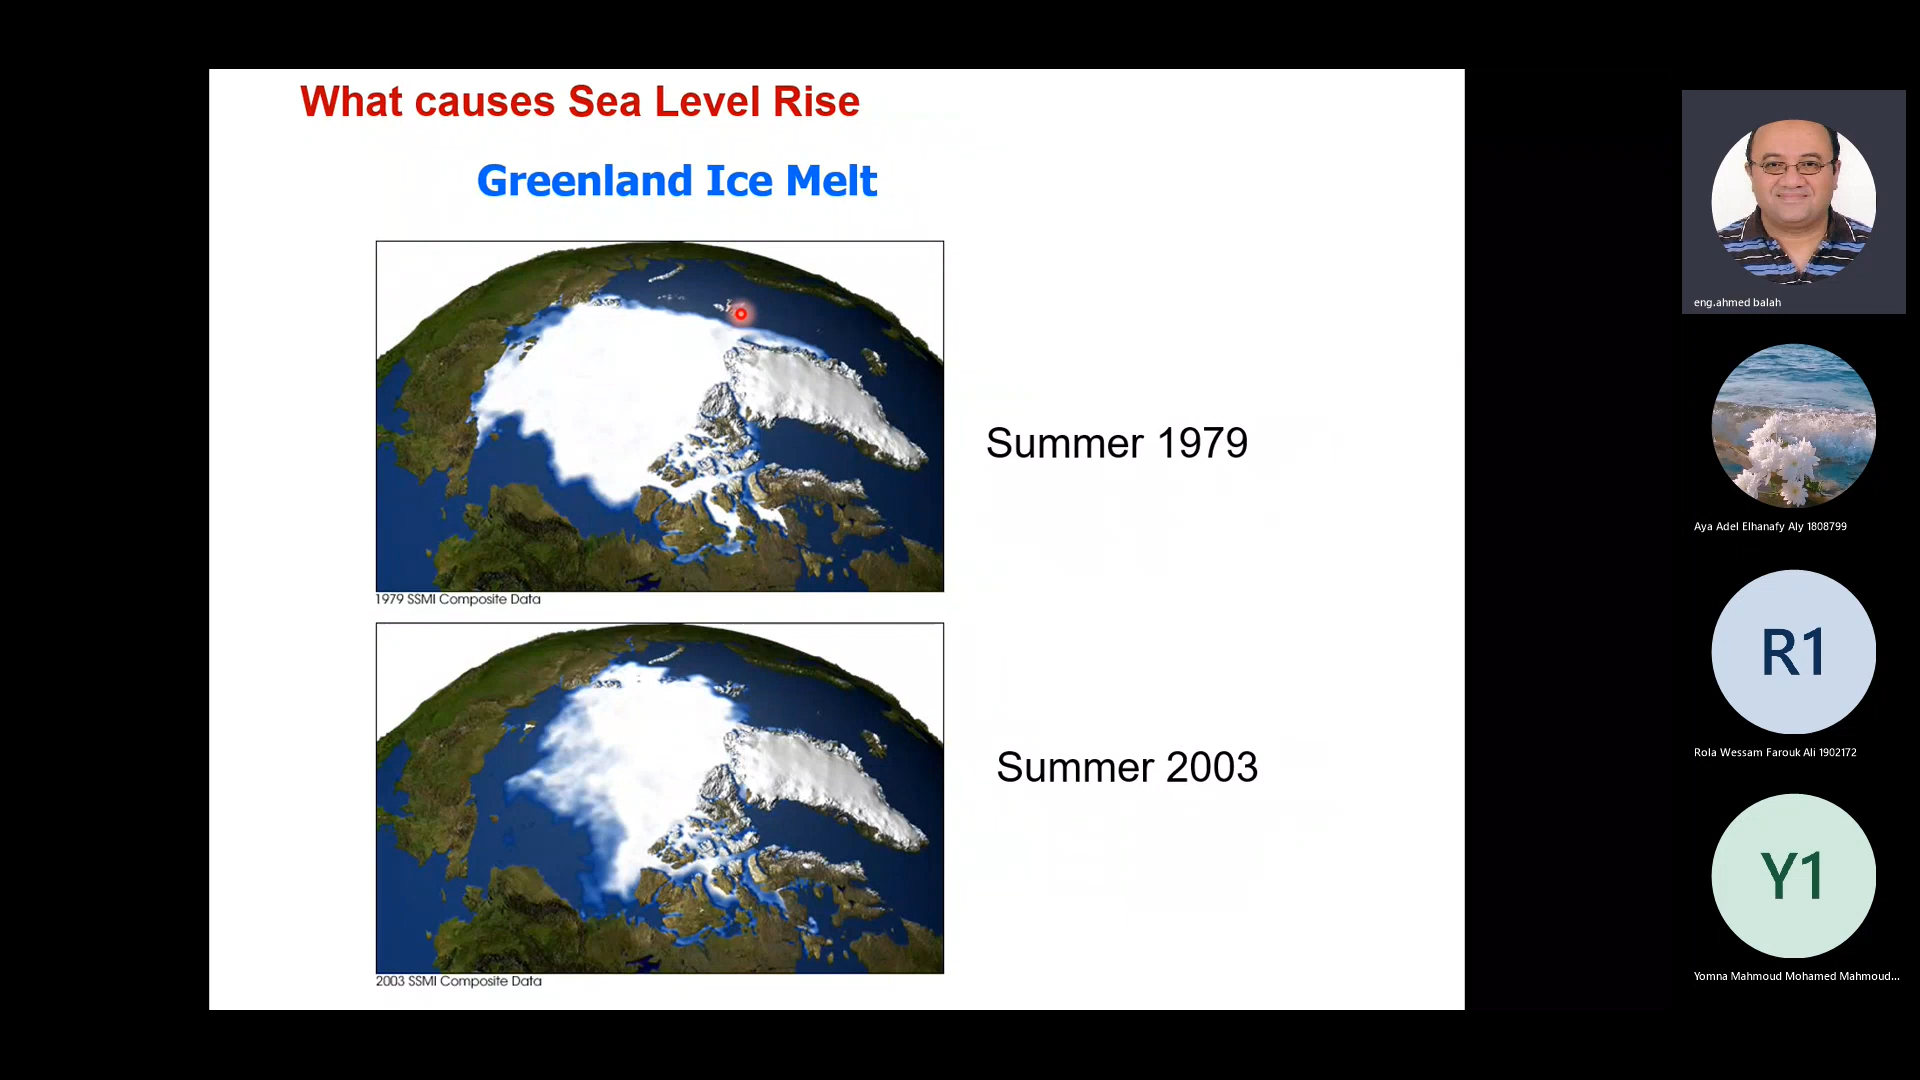 What causes Sea Level Rise
Greenland Ice Melt
Summer 1979
1979 SSMI Composite Data
Summer 2003
2003 SSMI Composite Data
eng.ahmed balah
Aya Adel Elhanafy Aly 1808799
R1
Rola Wessam Farouk Ali 1902172
Y1
Yomna Mahmoud Mohamed Mahmoud...